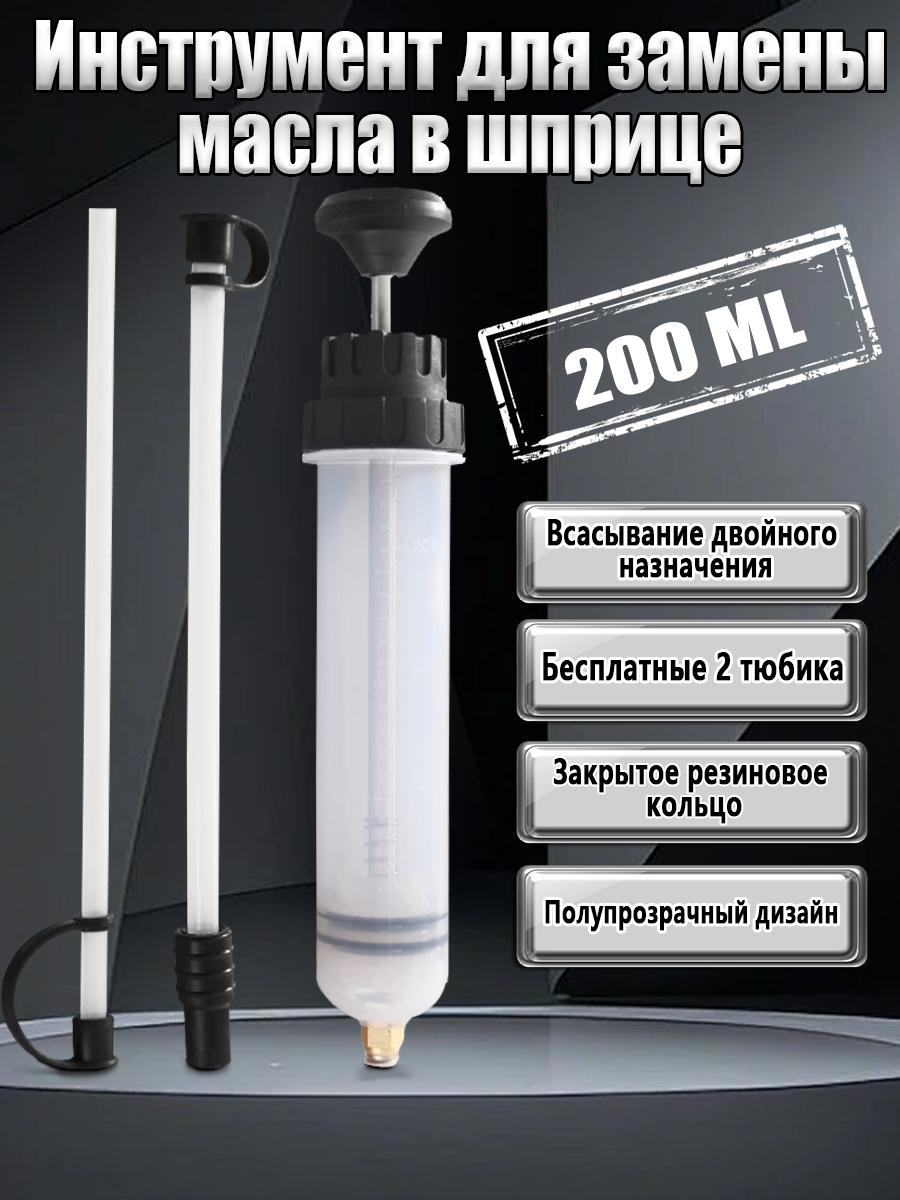 Инструмент для замены
масла в шприце
200 ML
Всасывание двойного
назначения
Бесплатные 2 тюбика
Закрытое резиновое
кольцо
Полупрозрачный дизайн